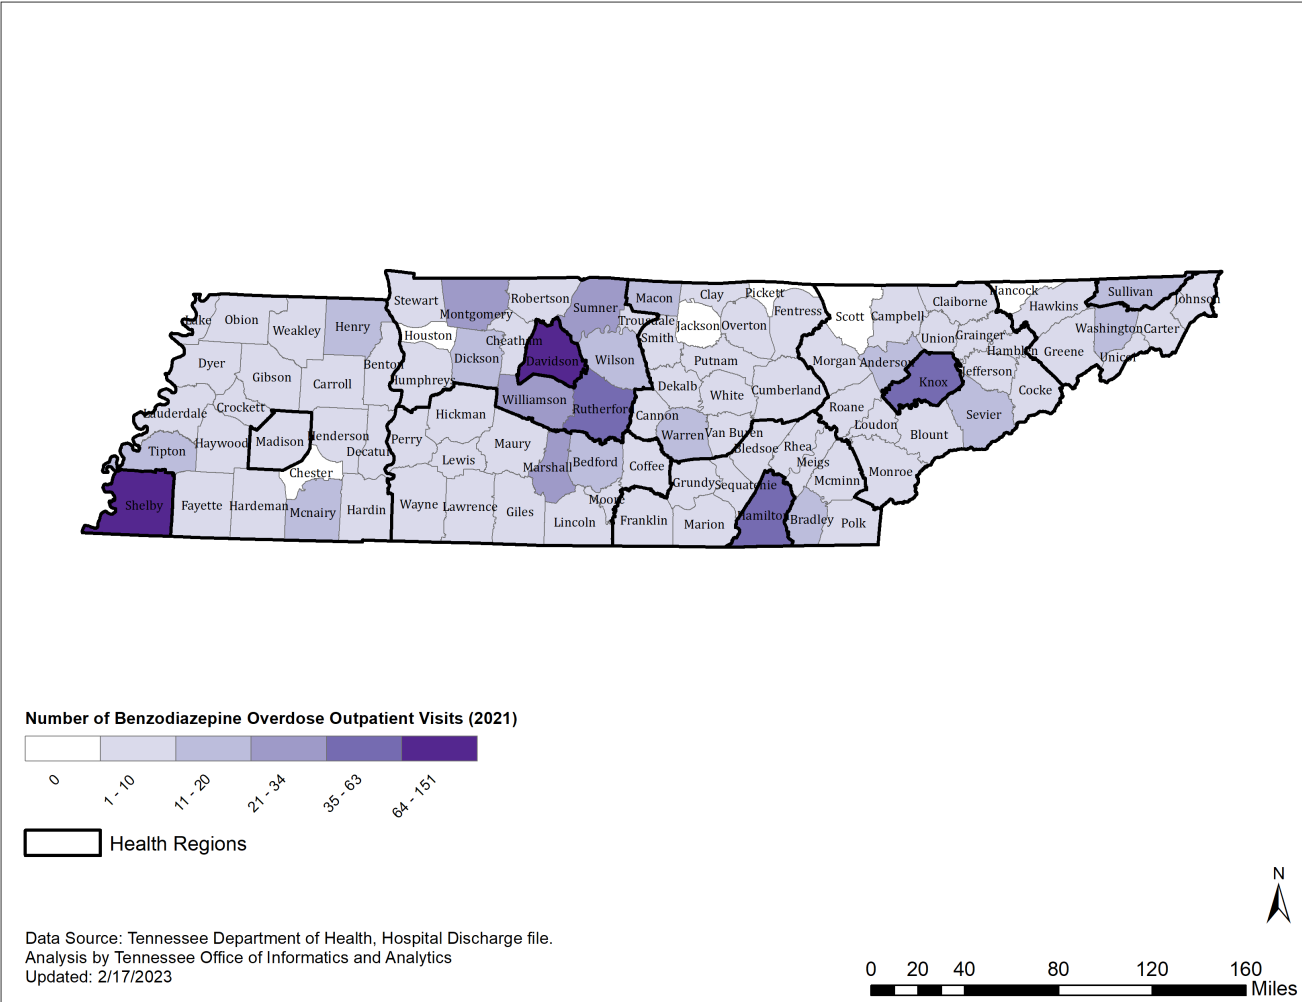 Hancock
Sullivan
Johnson
Stewart
Montgomery
Robertson
Sumner
Macon
Clay
Pickett
Fentress
Scott
Campbell
Claiborne
Hawkins
Lake
Obion
Weakley
Henry
Houston
Cheatham
Trousdale
Smith
Jackson
Overton
Union
Grainger
Hamblen
Greene
Washington
Carter
Unicoi
Dyer
Gibson
Carroll
Benton
Humphreys
Dickson
Davidson
Wilson
Putnam
Morgan
Anderson
Knox
Jefferson
Cocke
Lauderdale
Crockett
Madison
Henderson
Decatur
Perry
Hickman
Williamson
Rutherford
Cannon
Dekalb
White
Cumberland
Roane
Loudon
Blount
Sevier
Tipton
Haywood
Chester
Lewis
Maury
Marshall
Bedford
Coffee
Warren
Van Buren
Bledsoe
Rhea
Meigs
Mcminn
Monroe
Shelby
Fayette
Hardeman
Mcnairy
Hardin
Wayne
Lawrence
Giles
Lincoln
Moore
Franklin
Grundy
Sequatchie
Marion
Hamilton
Bradley
Polk
Number of Benzodiazepine Overdose Outpatient Visits (2021)
0
1 - 10
11 - 20
21 - 34
35 - 63
64 - 151
Health Regions
N
Data Source: Tennessee Department of Health, Hospital Discharge file.
Analysis by Tennessee Office of Informatics and Analytics
Updated: 2/17/2023
0 20 40 80 120 160
Miles